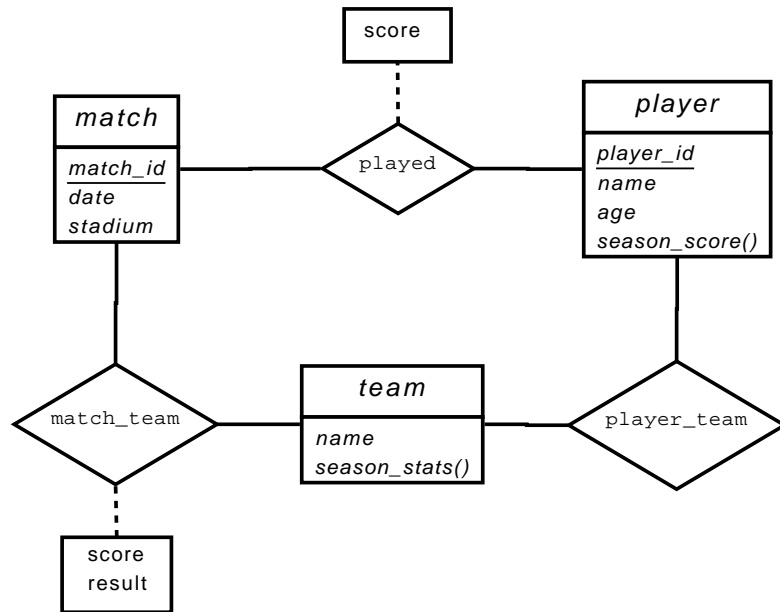 score
match
match_id
date
stadium
played
player
player_id
name
age
season_score()
match_team
team
name
season_stats()
player_team
score
result